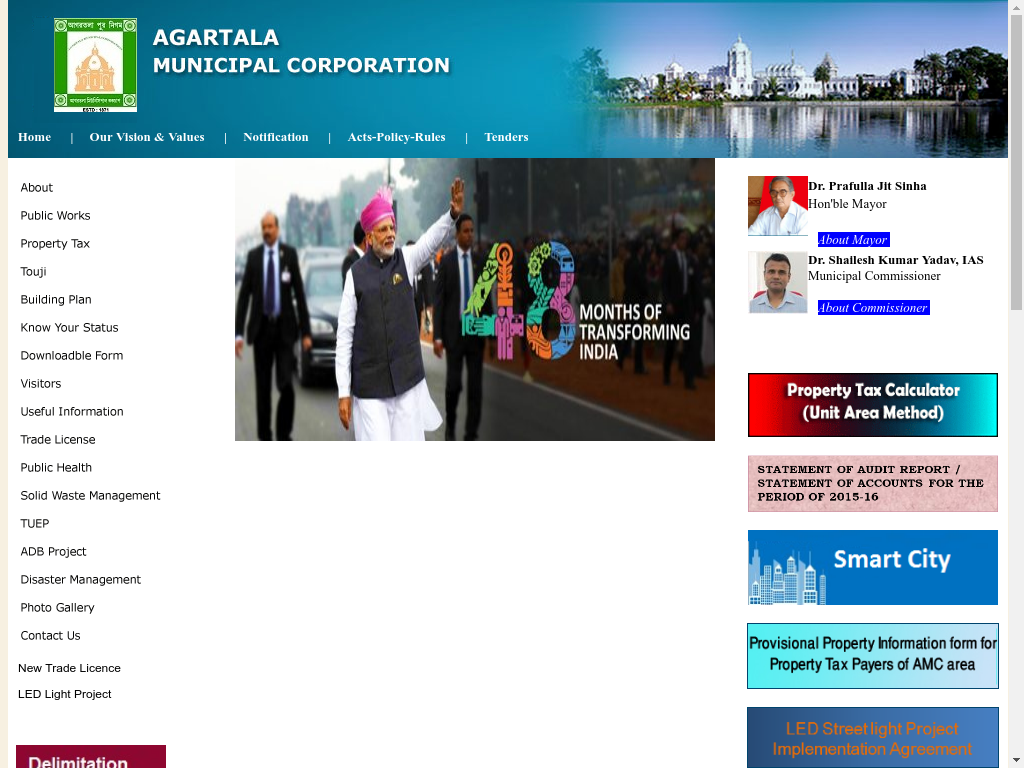 আগরতলা পুর নিগম
ESTD : 1871
AGARTALA
MUNICIPAL CORPORATION
Home | Our Vision & Values | Notification | Acts-Policy-Rules | Tenders
About
Public Works
Property Tax
Touji
Building Plan
Know Your Status
Downloadble Form
Visitors
Useful Information
Trade License
Public Health
Solid Waste Management
TUEP
ADB Project
Disaster Management
Photo Gallery
Contact Us
New Trade Licence
LED Light Project
Delimitation
48
MONTHS OF
TRANSFORMING
INDIA
Dr. Prafulla Jit Sinha
Hon'ble Mayor
About Mayor
Dr. Shailesh Kumar Yadav, IAS
Municipal Commissioner
About Commissioner
Property Tax Calculator
(Unit Area Method)
STATEMENT OF AUDIT REPORT /
STATEMENT OF ACCOUNTS FOR THE
PERIOD OF 2015-16
Smart City
Provisional Property Information form for
Property Tax Payers of AMC area
LED Street light Project
Implementation Agreement